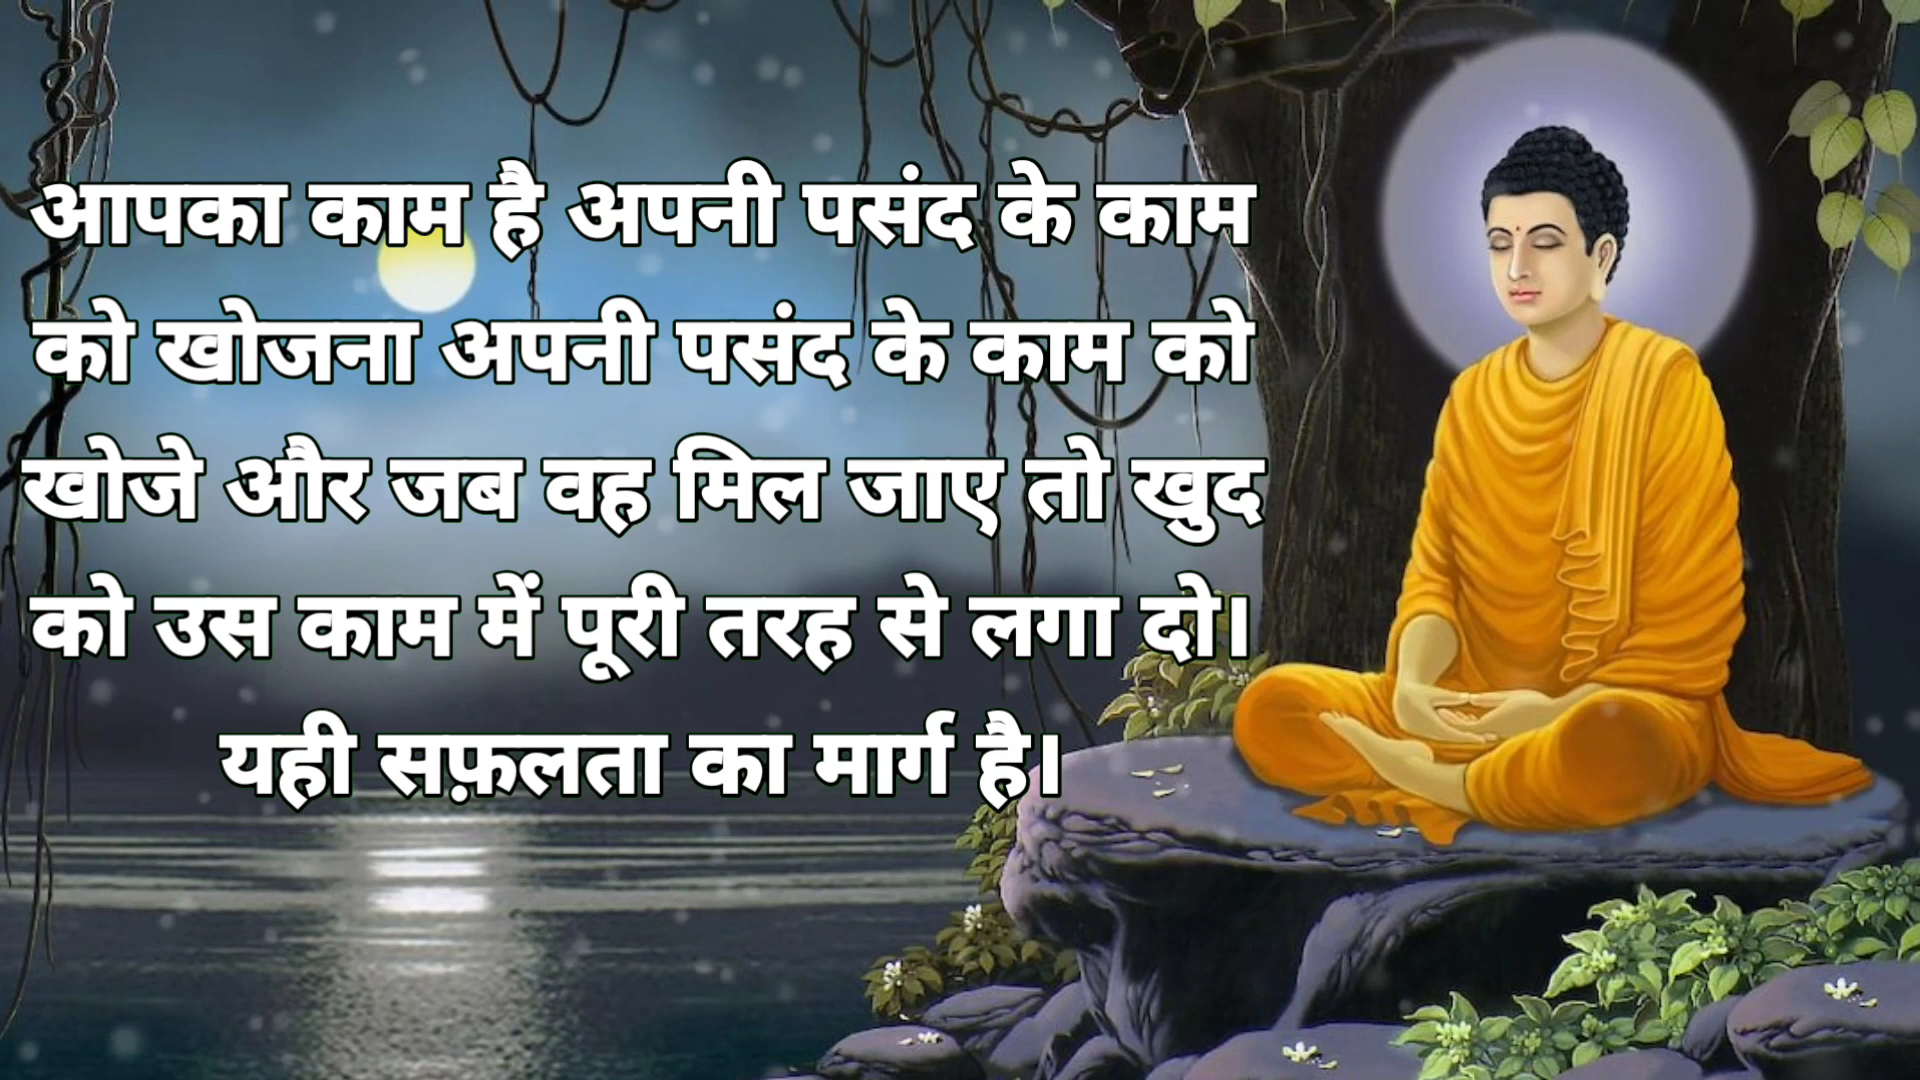 आपका काम है अपनी पसंद के काम
को खोजना अपनी पसंद के काम को
खोजे और जब वह मिल जाए तो खुद
को उस काम में पूरी तरह से लगा दो।
यही सफ़लता का मार्ग है।